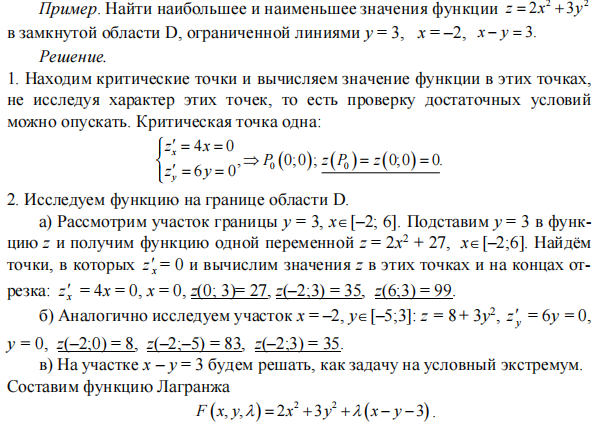 Пример. Найти наибольшее и наименьшее значения функции z = 2x² + 3y²
в замкнутой области D, ограниченной линиями y = 3, x = –2, x – y = 3.
Решение.
1. Находим критические точки и вычисляем значение функции в этих точках,
не исследуя характер этих точек, то есть проверку достаточных условий
можно опускать. Критическая точка одна:
{z′ₓ = 4x = 0
z′ᵧ = 6y = 0, ⇒ P₀(0;0); z(P₀) = z(0;0) = 0.
2. Исследуем функцию на границе области D.
а) Рассмотрим участок границы y = 3, x∈[–2; 6]. Подставим y = 3 в функ-
цию z и получим функцию одной переменной z = 2x² + 27, x∈[–2;6]. Найдём
точки, в которых z′ₓ = 0 и вычислим значения z в этих точках и на концах от-
резка: z′ₓ = 4x = 0, x = 0, z(0; 3)= 27, z(–2;3) = 35, z(6;3) = 99.
б) Аналогично исследуем участок x = –2, y∈[–5;3]: z = 8 + 3y², z′ᵧ = 6y = 0,
y = 0, z(–2;0) = 8, z(–2;–5) = 83, z(–2;3) = 35.
в) На участке x – y = 3 будем решать, как задачу на условный экстремум.
Составим функцию Лагранжа
F(x, y, λ) = 2x² + 3y² + λ(x – y – 3).